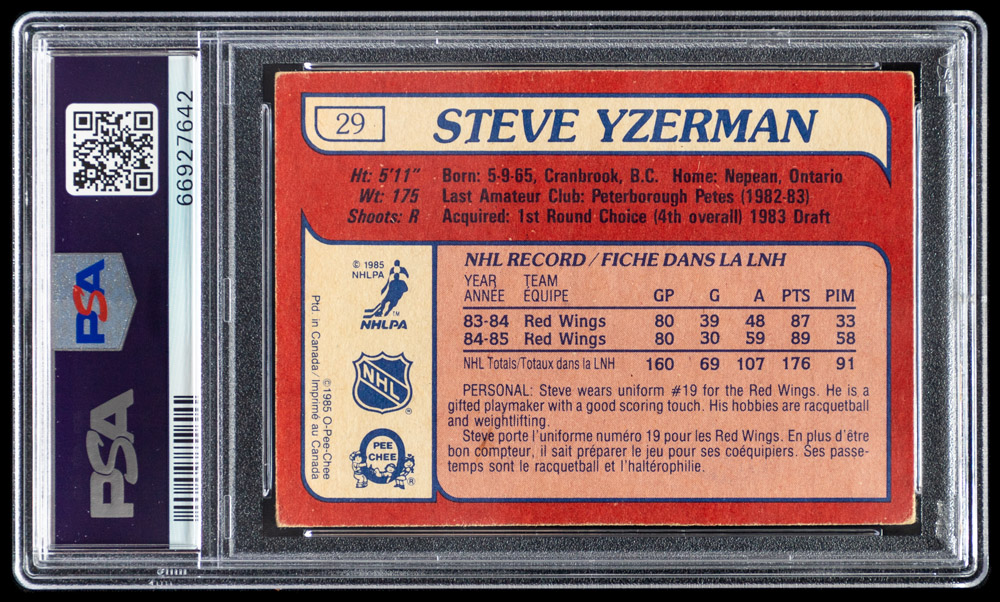 66927642
PSA
PSA
29
STEVE YZERMAN
Ht: 5'11" Born: 5-9-65, Cranbrook, B.C. Home: Nepean, Ontario
Wt: 175 Last Amateur Club: Peterborough Petes (1982-83)
Shoots: R Acquired: 1st Round Choice (4th overall) 1983 Draft
© 1985
NHLPA
TM
NHLPA
NHL
®
O PEE CHEE
®
©1985 O-Pee-Chee
Ptd. in Canada/Imprimé au Canada
NHL RECORD/FICHE DANS LA LNH
YEAR TEAM
ANNÉE ÉQUIPE GP G A PTS PIM
83-84 Red Wings 80 39 48 87 33
84-85 Red Wings 80 30 59 89 58
NHL Totals/Totaux dans la LNH 160 69 107 176 91
PERSONAL: Steve wears uniform #19 for the Red Wings. He is a
gifted playmaker with a good scoring touch. His hobbies are racquetball
and weightlifting.
Steve porte l'uniforme numéro 19 pour les Red Wings. En plus d'être
bon compteur, il sait préparer le jeu pour ses coéquipiers. Ses passe-
temps sont le racquetball et l'haltérophilie.